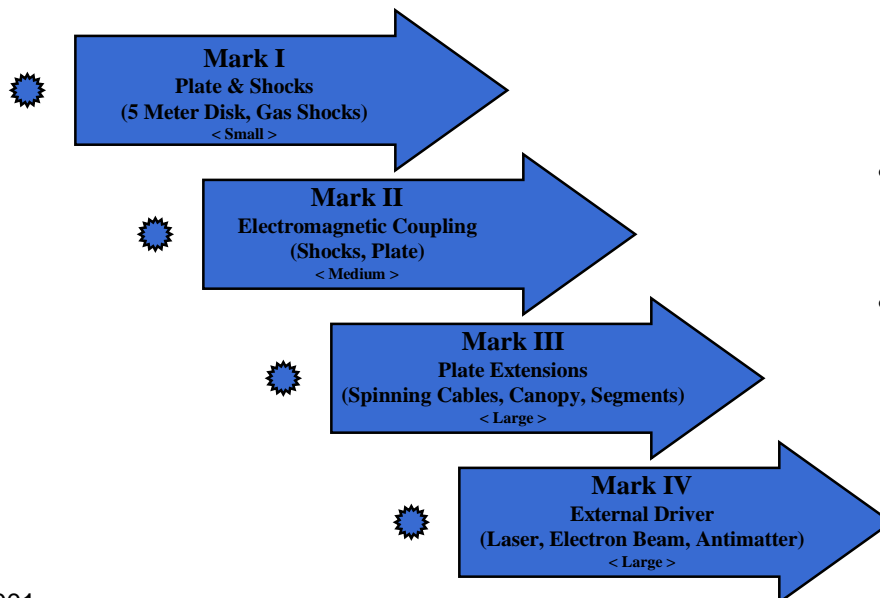 Mark I
Plate & Shocks
(5 Meter Disk, Gas Shocks)
< Small >
Mark II
Electromagnetic Coupling
(Shocks, Plate)
< Medium >
Mark III
Plate Extensions
(Spinning Cables, Canopy, Segments)
< Large >
Mark IV
External Driver
(Laser, Electron Beam, Antimatter)
< Large >